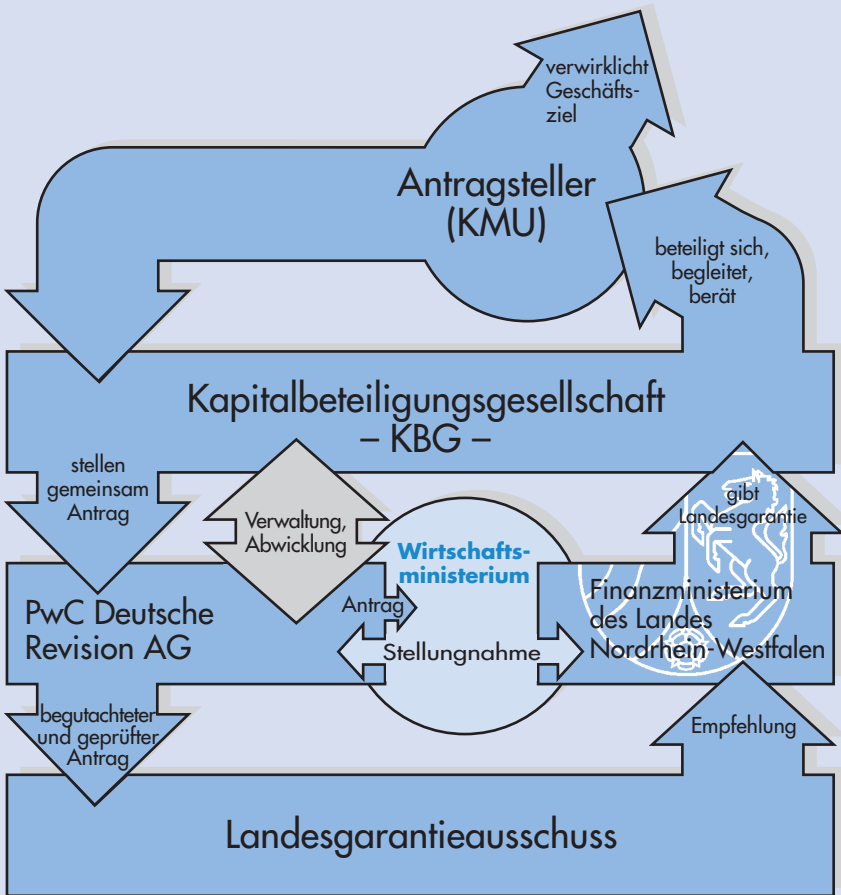 verwirklicht
Geschäfts-
ziel
Antragsteller
(KMU)
beteiligt sich,
begleitet,
berät
Kapitalbeteiligungsgesellschaft
– KBG –
stellen
gemeinsam
Antrag
Verwaltung,
Abwicklung
gibt
Landesgarantie
Wirtschafts-
ministerium
PwC Deutsche
Revision AG
Antrag
Stellungnahme
Finanzministerium
des Landes
Nordrhein-Westfalen
begutachteter
und geprüfter
Antrag
Empfehlung
Landesgarantieausschuss